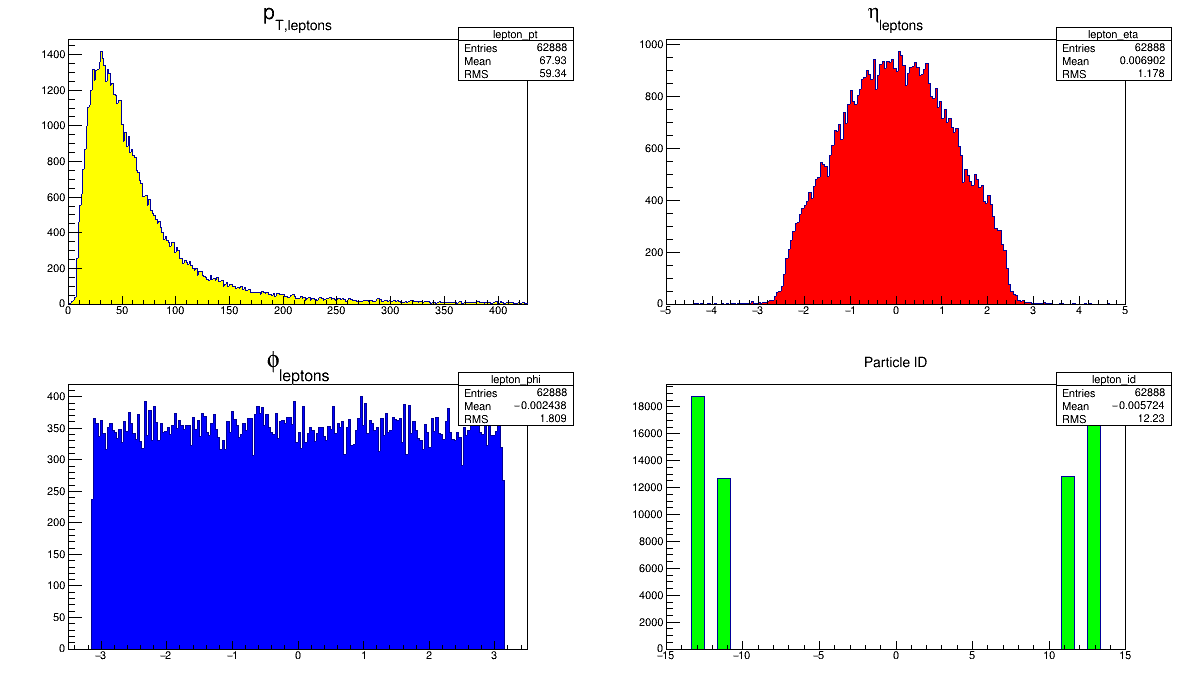 pT,leptons
lepton_pt
Entries 62888
Mean 67.93
RMS 59.34
1400
1200
1000
800
600
400
200
0
0 50 100 150 200 250 300 350 400
ηleptons
lepton_eta
Entries 62888
Mean 0.006902
RMS 1.178
1000
800
600
400
200
0
−5 −4 −3 −2 −1 0 1 2 3 4 5
ϕleptons
lepton_phi
Entries 62888
Mean −0.002438
RMS 1.809
400
350
300
250
200
150
100
50
0
−3 −2 −1 0 1 2 3
Particle ID
lepton_id
Entries 62888
Mean −0.005724
RMS 12.23
18000
16000
14000
12000
10000
8000
6000
4000
2000
0
−15 −10 −5 0 5 10 15